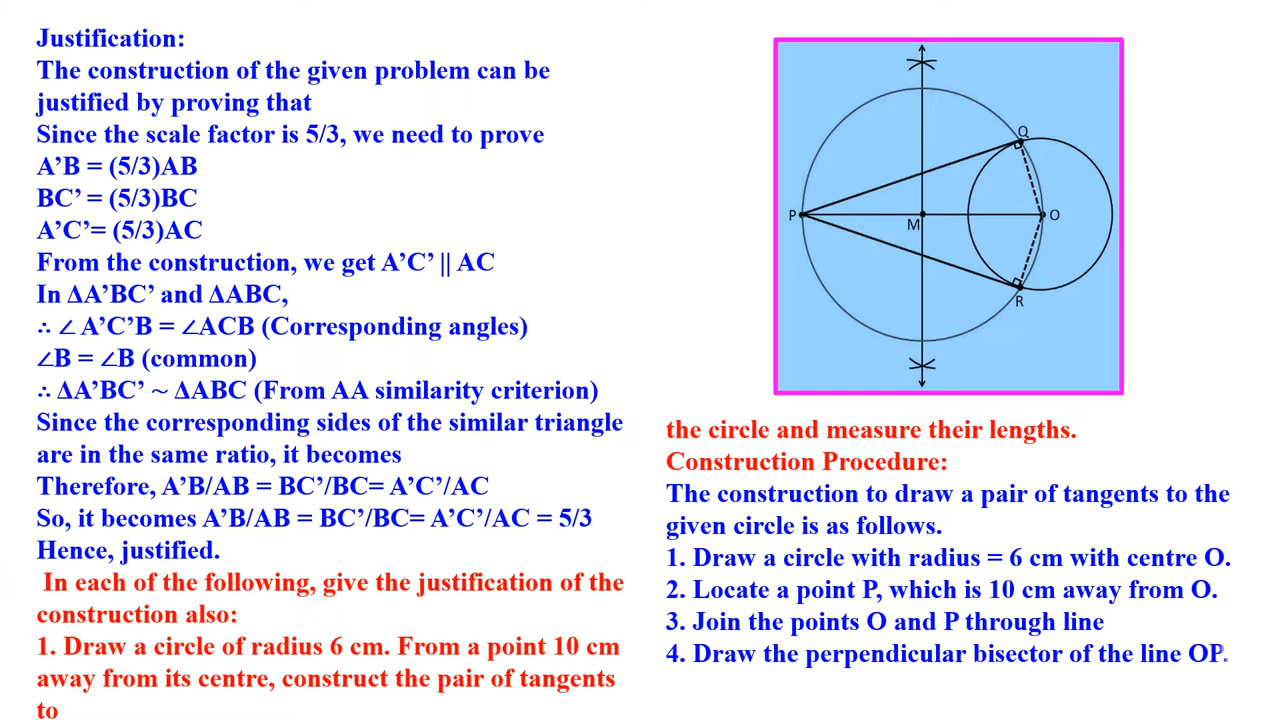 Justification:
The construction of the given problem can be
justified by proving that
Since the scale factor is 5/3, we need to prove
A’B = (5/3)AB
BC’ = (5/3)BC
A’C’= (5/3)AC
From the construction, we get A’C’ || AC
In ΔA’BC’ and ΔABC,
∴ ∠ A’C’B = ∠ACB (Corresponding angles)
∠B = ∠B (common)
∴ ΔA’BC’ ~ ΔABC (From AA similarity criterion)
Since the corresponding sides of the similar triangle
are in the same ratio, it becomes
Therefore, A’B/AB = BC’/BC= A’C’/AC
So, it becomes A’B/AB = BC’/BC= A’C’/AC = 5/3
Hence, justified.
In each of the following, give the justification of the
construction also:
1. Draw a circle of radius 6 cm. From a point 10 cm
away from its centre, construct the pair of tangents
to
Q
P
M
O
R
the circle and measure their lengths.
Construction Procedure:
The construction to draw a pair of tangents to the
given circle is as follows.
1. Draw a circle with radius = 6 cm with centre O.
2. Locate a point P, which is 10 cm away from O.
3. Join the points O and P through line
4. Draw the perpendicular bisector of the line OP.